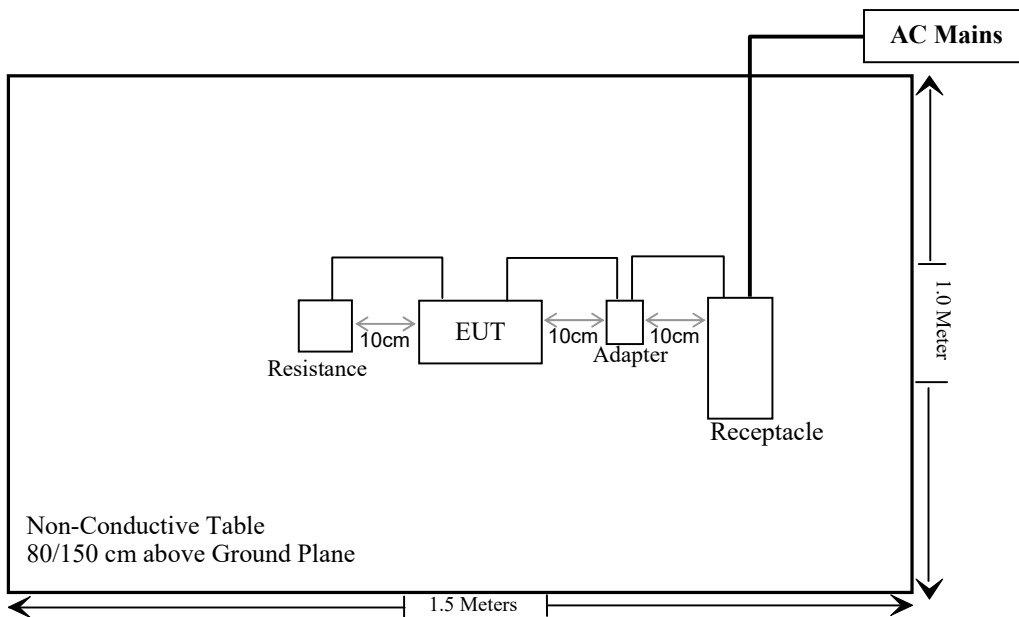 AC Mains
EUT
10cm
10cm
10cm
Resistance
Adapter
Receptacle
1.0 Meter
Non-Conductive Table
80/150 cm above Ground Plane
1.5 Meters